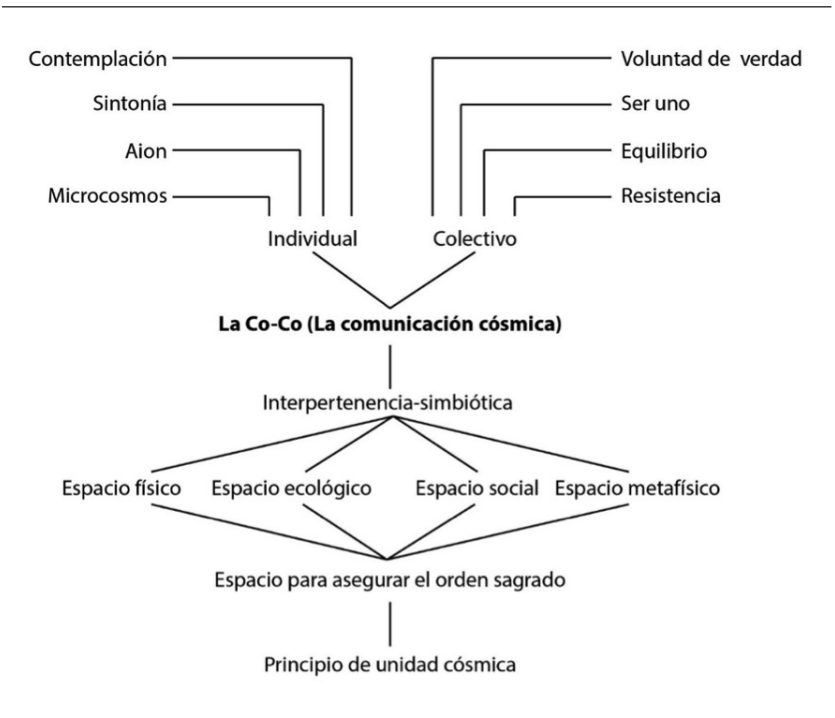 Contemplación
Voluntad de verdad
Sintonía
Ser uno
Aion
Equilibrio
Microcosmos
Resistencia
Individual
Colectivo
La Co-Co (La comunicación cósmica)
Interpertenencia-simbiótica
Espacio físico
Espacio ecológico
Espacio social
Espacio metafísico
Espacio para asegurar el orden sagrado
Principio de unidad cósmica